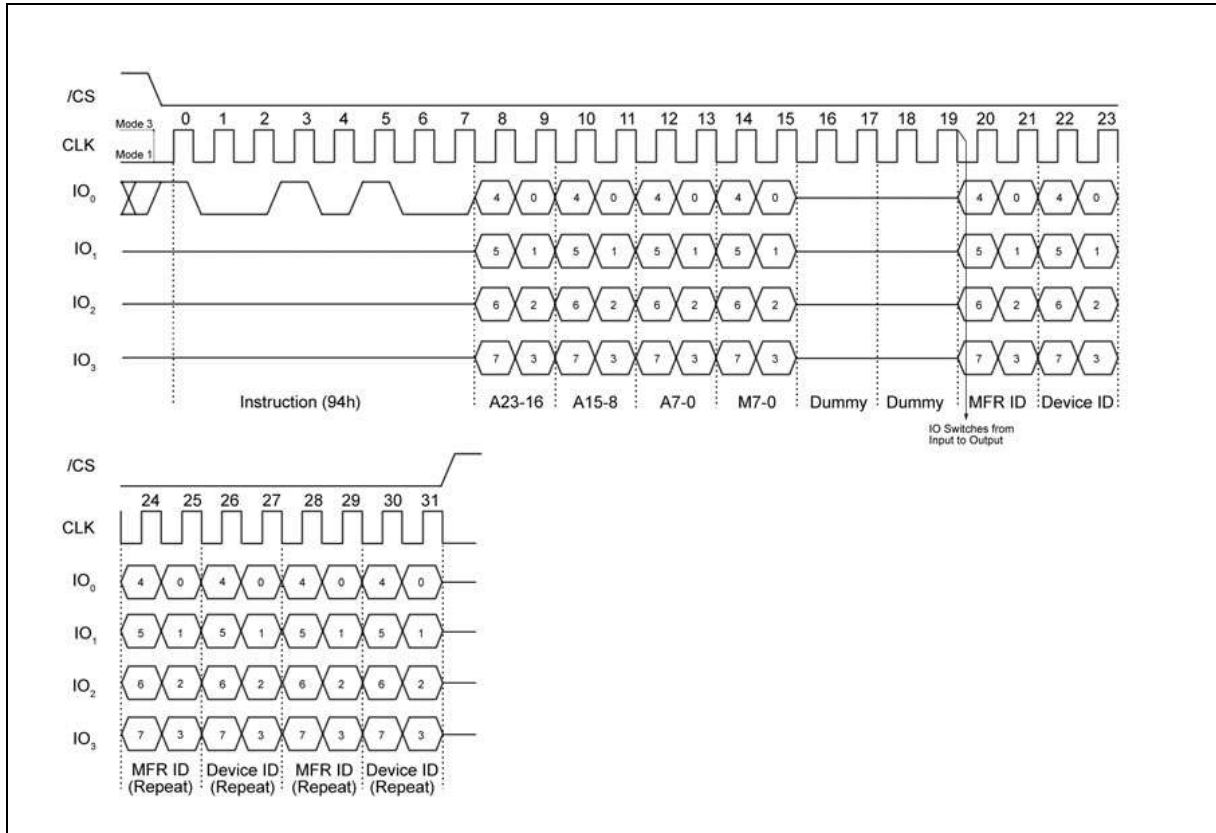 /CS
0 1 2 3 4 5 6 7 8 9 10 11 12 13 14 15 16 17 18 19 20 21 22 23
Mode 3
CLK
Mode 1
IO0 4 0 4 0 4 0 4 0 4 0 4 0
IO1 5 1 5 1 5 1 5 1 5 1 5 1
IO2 6 2 6 2 6 2 6 2 6 2 6 2
IO3 7 3 7 3 7 3 7 3 7 3 7 3
Instruction (94h) A23-16 A15-8 A7-0 M7-0 Dummy Dummy MFR ID Device ID
IO Switches from
Input to Output
/CS
24 25 26 27 28 29 30 31
CLK
IO0 4 0 4 0 4 0 4 0
IO1 5 1 5 1 5 1 5 1
IO2 6 2 6 2 6 2 6 2
IO3 7 3 7 3 7 3 7 3
MFR ID Device ID MFR ID Device ID
(Repeat) (Repeat) (Repeat) (Repeat)